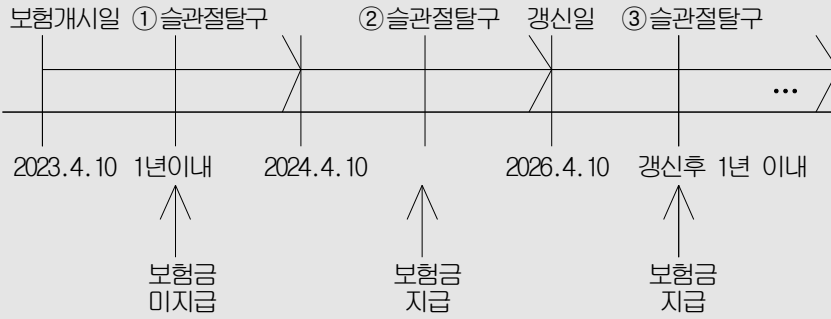 보험개시일 ①슬관절탈구 ②슬관절탈구 갱신일 ③슬관절탈구
…
2023.4.10 1년이내 2024.4.10 2026.4.10 갱신후 1년 이내
보험금 보험금 보험금
미지급 지급 지급